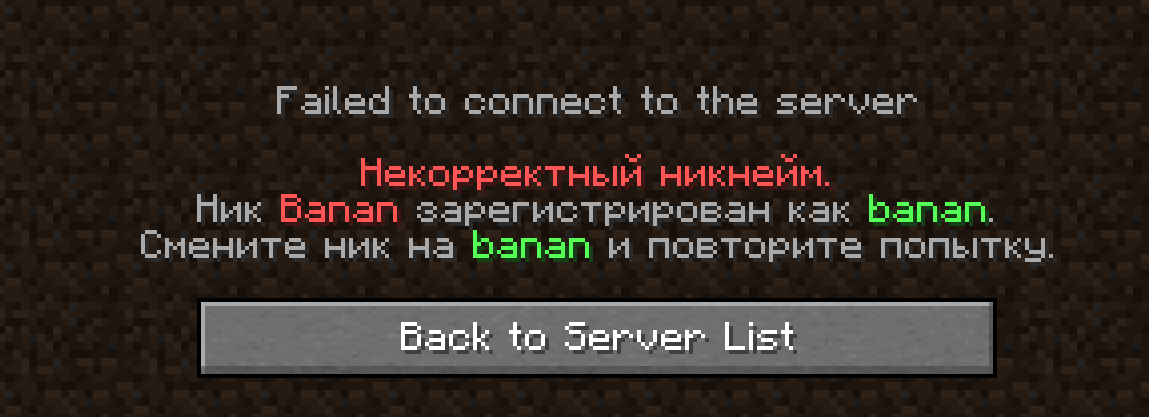 Failed to connect to the server
Некорректный никнейм.
Ник Banan зарегистрирован как banan.
Смените ник на banan и повторите попытку.
Back to Server List